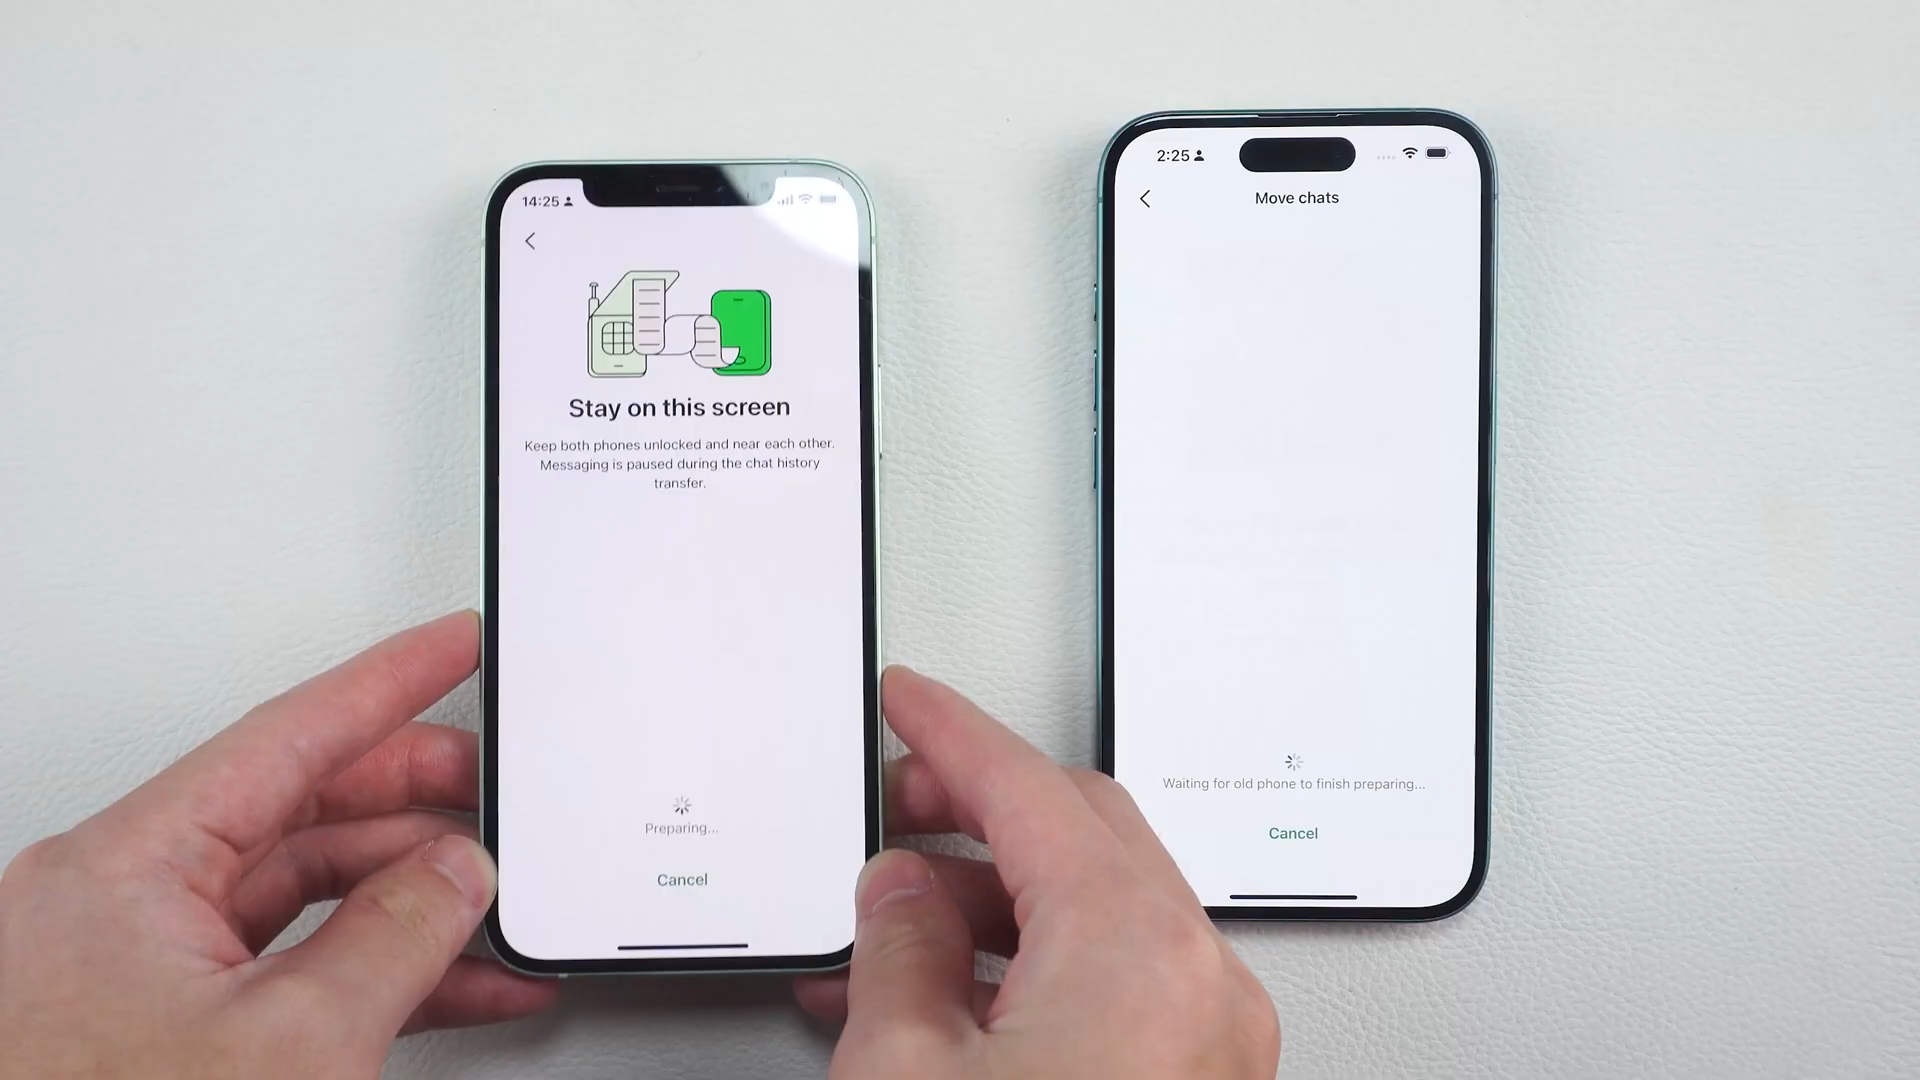 14:25
Stay on this screen
Keep both phones unlocked and near each other.
Messaging is paused during the chat history
transfer.
Preparing...
Cancel
2:25
Move chats
Waiting for old phone to finish preparing...
Cancel